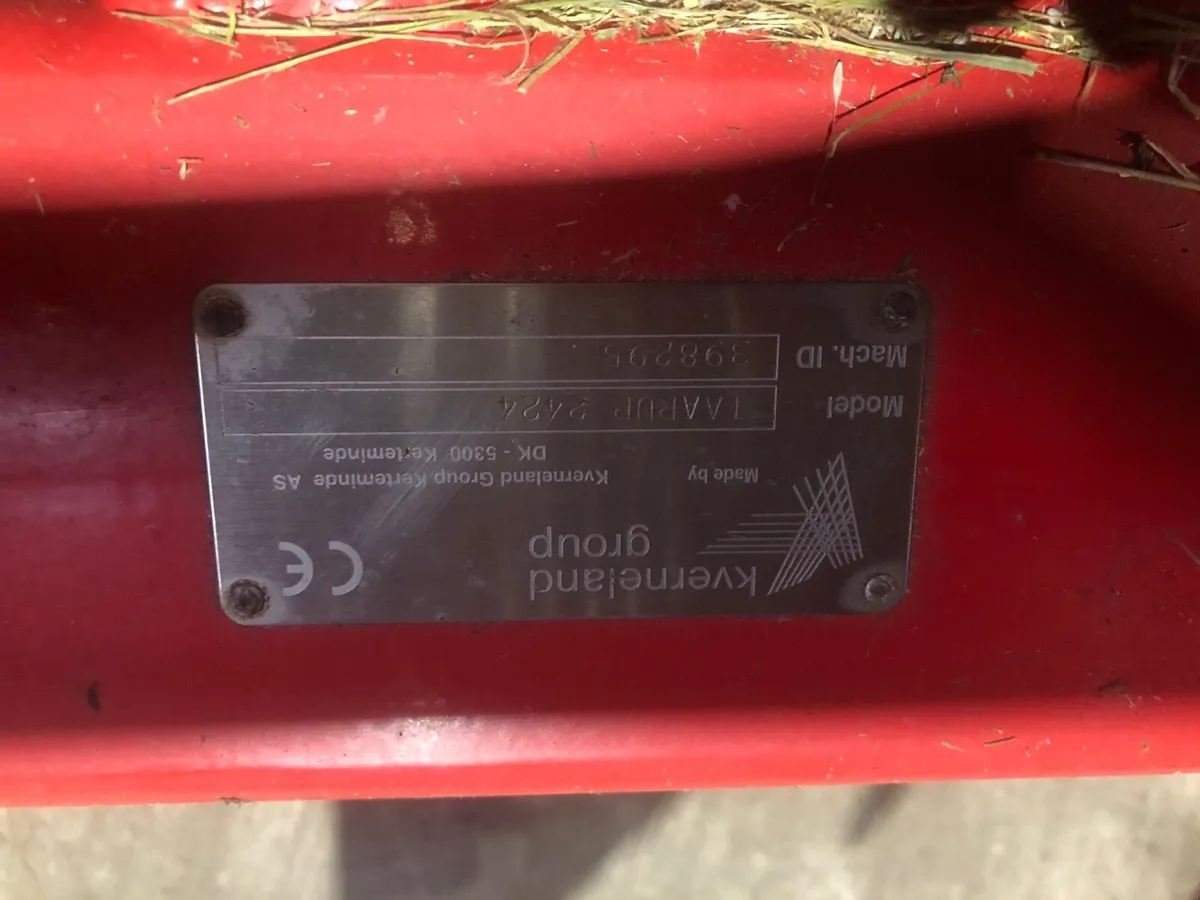 kverneland
group
CE
Made by Kverneland Group Kerteminde AS
DK - 5300 Kerteminde
Model TAARUP 2424
Mach. ID 398295